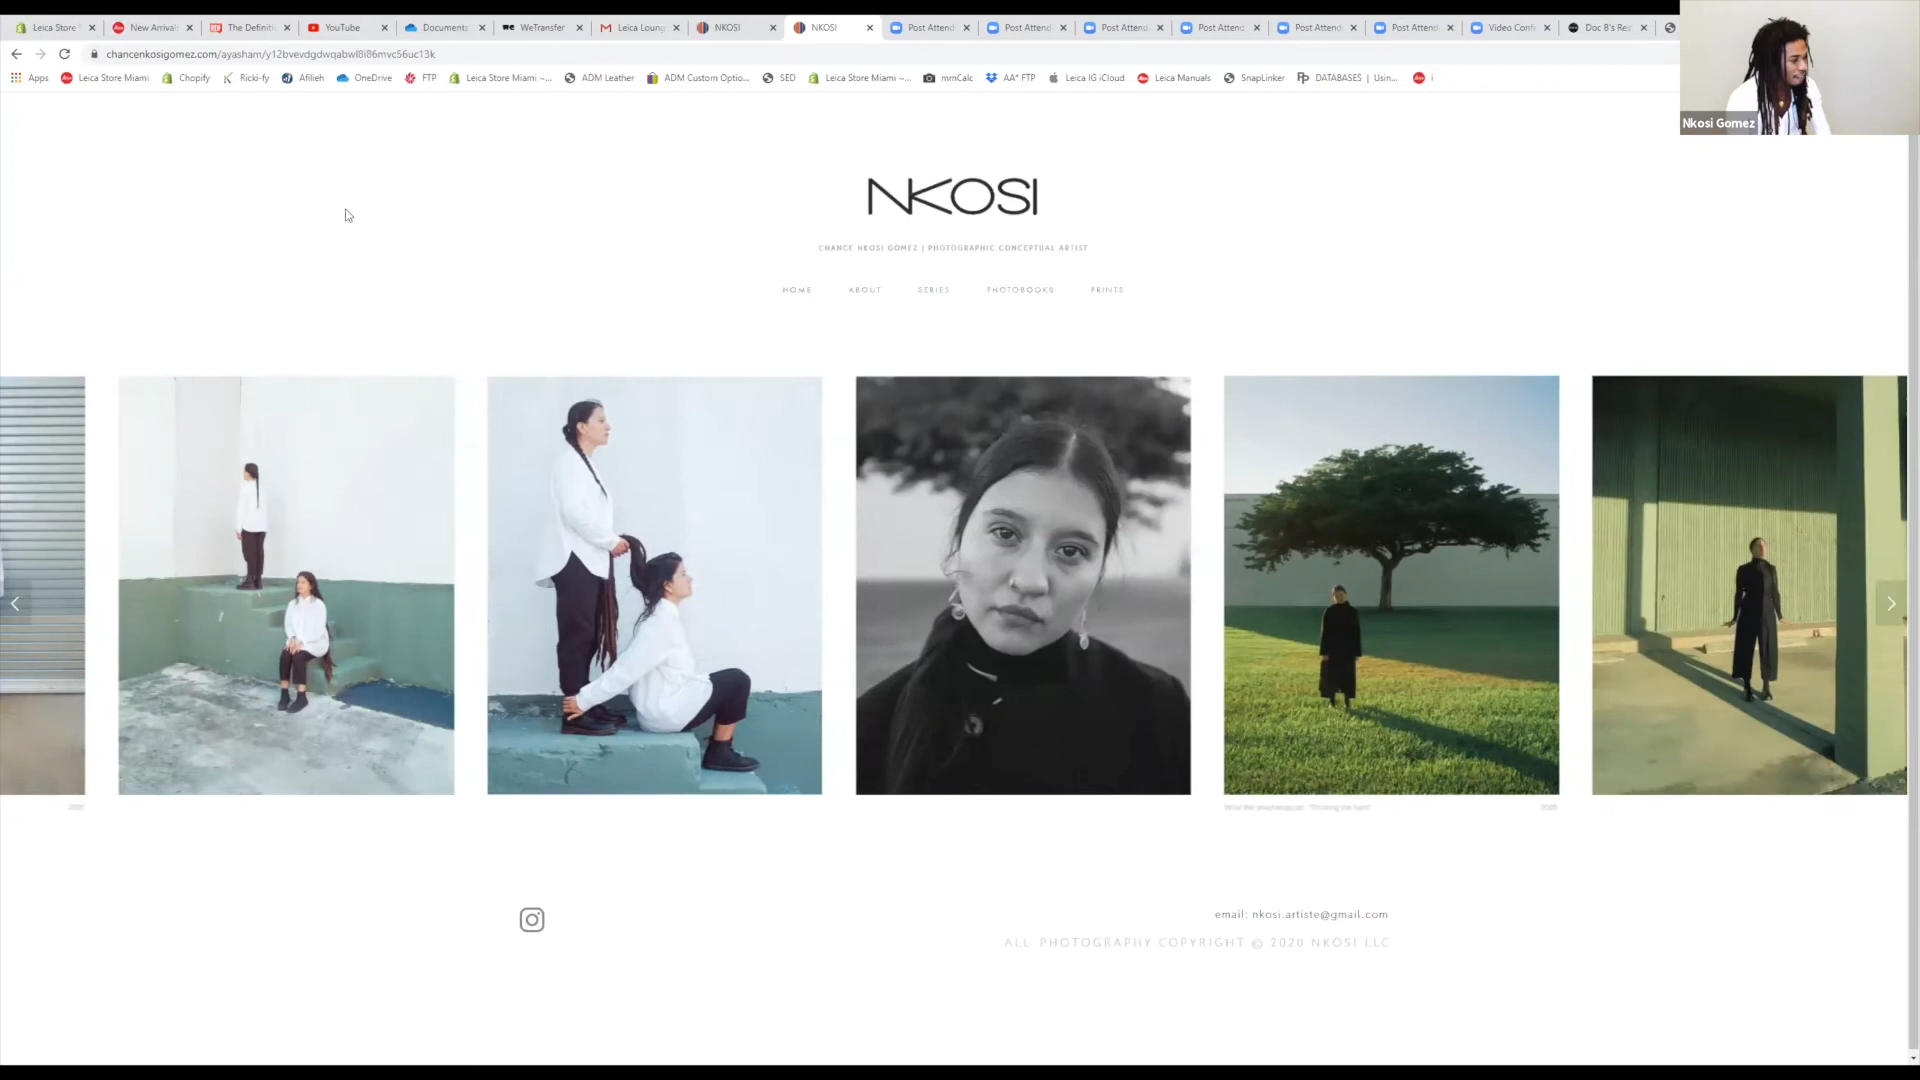 Leica Store
New Arrival
The Definiti
YouTube
Documents
WeTransfer
Leica Loung
NKOSI
NKOSI
Post Attend
Post Attend
Post Attend
Post Attend
Post Attend
Post Attend
Video Conf
Doc B's Res
chancenkosigomez.com/ayasham/y12bvevdgdwqabwl8i86mvc56uc13k
Apps
Leica Store Miami
Chopify
Ricki-fy
Afilieh
OneDrive
FTP
Leica Store Miami ~...
ADM Leather
ADM Custom Optio...
SED
Leica Store Miami ~...
mmCalc
AA* FTP
Leica IG iCloud
Leica Manuals
SnapLinker
DATABASES | Usin...
i
Nkosi Gomez
NKOSI
CHANCE NKOSI GOMEZ | PHOTOGRAPHIC CONCEPTUAL ARTIST
HOME ABOUT SERIES PHOTOBOOKS PRINTS
email: nkosi.artiste@gmail.com
ALL PHOTOGRAPHY COPYRIGHT © 2020 NKOSI LLC